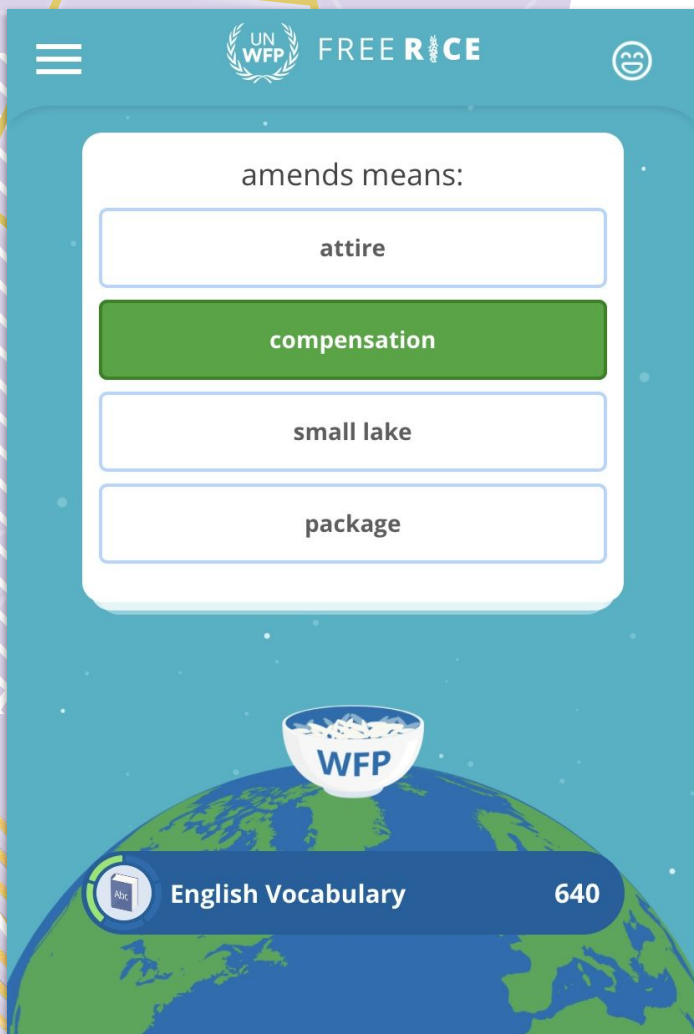 UN
WFP FREE RICE
amends means:
attire
compensation
small lake
package
WFP
Abc English Vocabulary 640